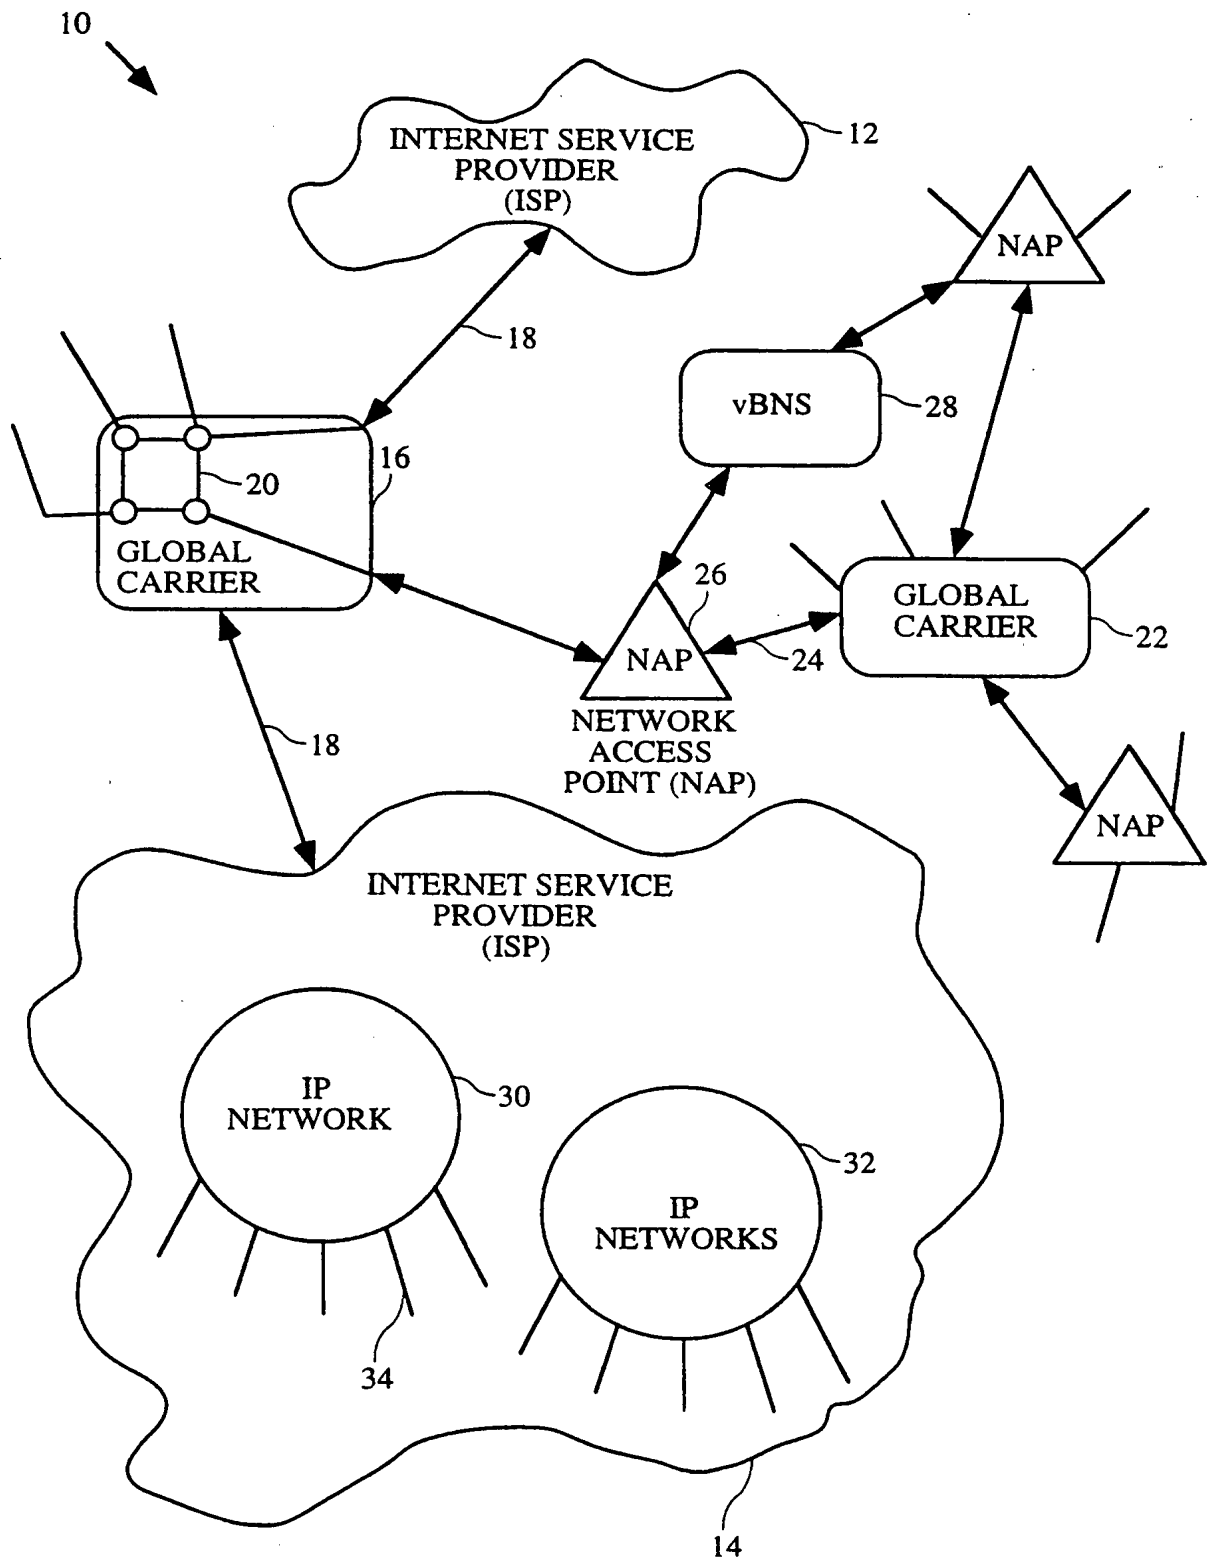 10
INTERNET SERVICE
PROVIDER
(ISP)
12
NAP
18
vBNS
28
16
20
GLOBAL
CARRIER
26
NAP
24
GLOBAL
CARRIER
22
NETWORK
ACCESS
POINT (NAP)
18
NAP
INTERNET SERVICE
PROVIDER
(ISP)
IP
NETWORK
30
32
IP
NETWORKS
34
14